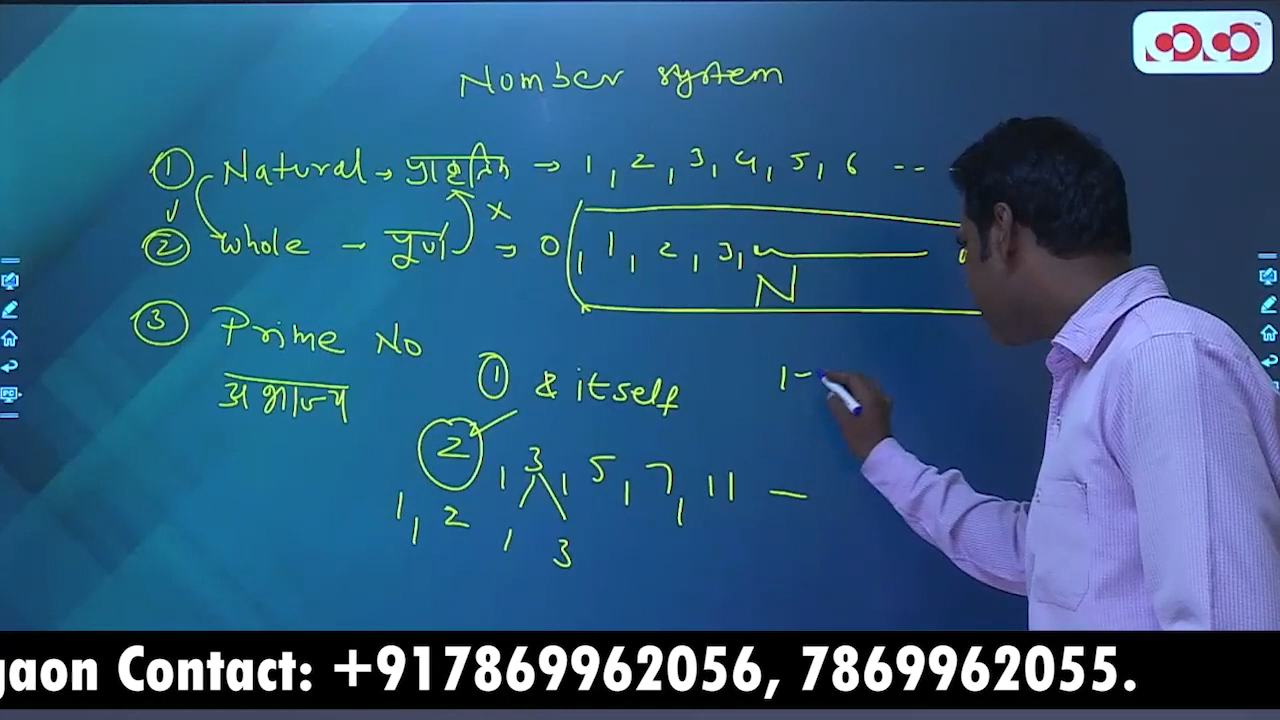 Number system
① Natural → प्राकृतिक → 1, 2, 3, 4, 5, 6 --
② whole - पूर्ण → 0, 1, 2, 3,
x
N
③ Prime No
अभाज्य
① & itself
1-
2, 3, 5, 7, 11 —
1, 2
1 3
PC
gaon Contact: +917869962056, 7869962055.